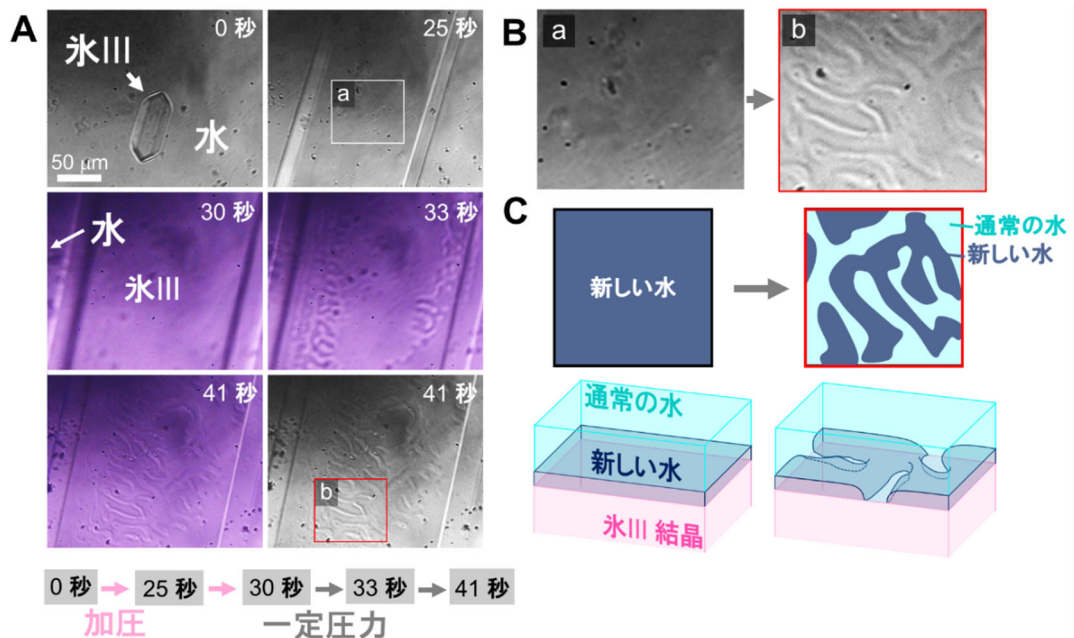 A
氷III
0 秒
水
50 μm
25 秒
a
30 秒
水
氷III
33 秒
41 秒
41 秒
b
0 秒
25 秒
30 秒
33 秒
41 秒
加圧
一定圧力
B
a
b
C
新しい水
通常の水
新しい水
通常の水
新しい水
氷III 結晶